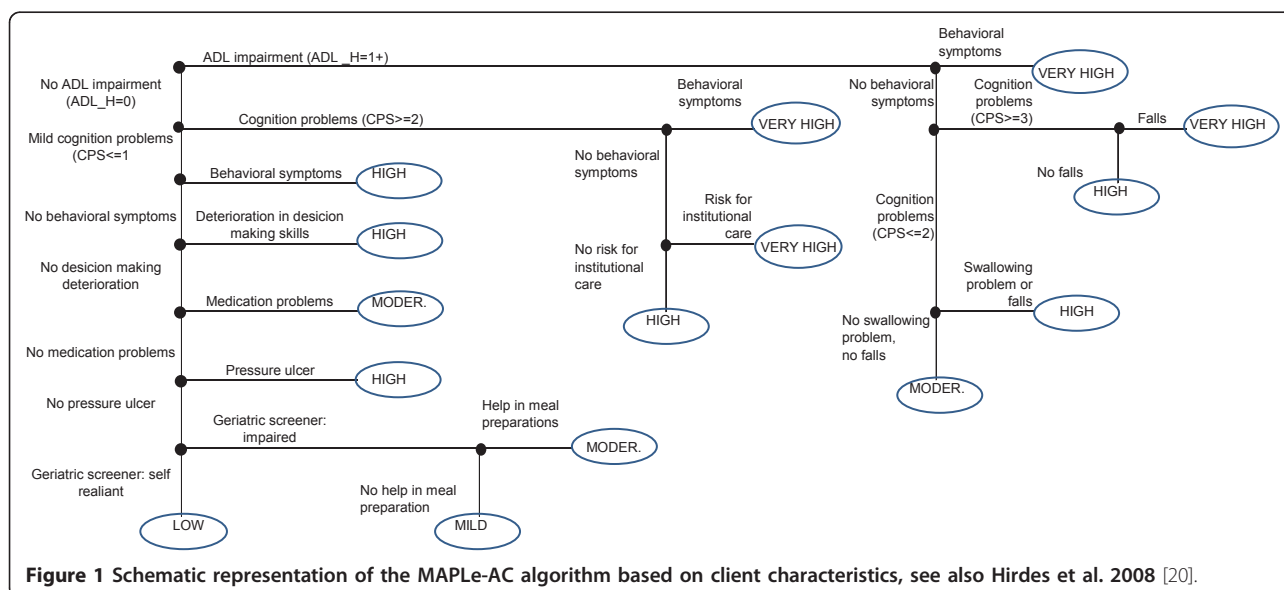 ADL impairment (ADL _H=1+)
Behavioral
symptoms
VERY HIGH
No ADL impairment
(ADL_H=0)
Cognition problems (CPS>=2)
Behavioral
symptoms
VERY HIGH
No behavioral
symptoms
Cognition
problems
(CPS>=3)
Falls
VERY HIGH
No falls
HIGH
Mild cognition problems
(CPS<=1
Behavioral symptoms
HIGH
No behavioral
symptoms
Risk for
institutional
care
VERY HIGH
Cognition
problems
(CPS<=2)
No behavioral symptoms
Deterioration in desicion
making skills
HIGH
No risk for
institutional
care
HIGH
Swallowing
problem or
falls
HIGH
No desicion making
deterioration
Medication problems
MODER.
No swallowing
problem,
no falls
MODER.
No medication problems
Pressure ulcer
HIGH
No pressure ulcer
Geriatric screener:
impaired
Help in meal
preparations
MODER.
Geriatric screener: self
realiant
No help in meal
preparation
LOW
MILD
Figure 1 Schematic representation of the MAPLe-AC algorithm based on client characteristics, see also Hirdes et al. 2008 [20].